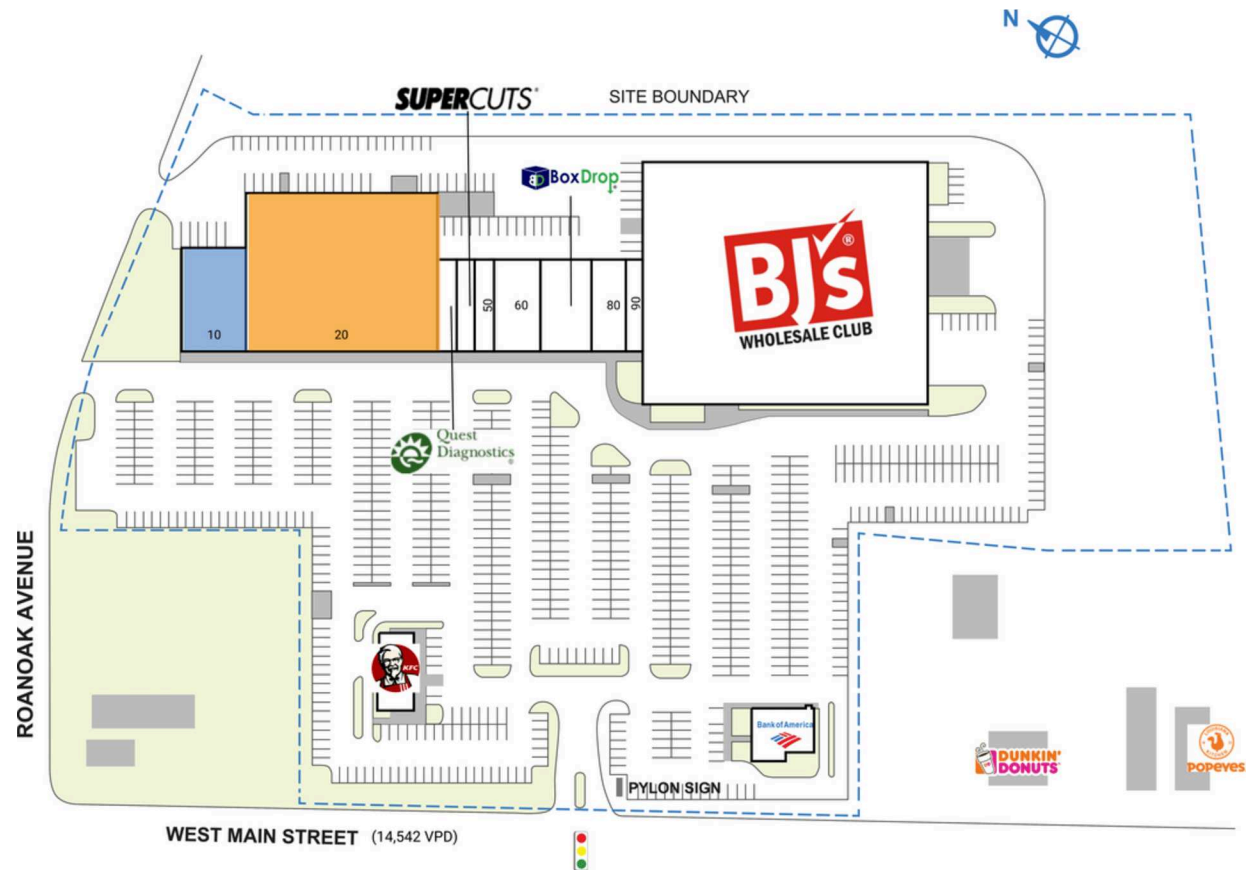 N
SUPERCUTS®
SITE BOUNDARY
BoxDrop
BJ's®
WHOLESALE CLUB
10
20
50
60
80
90
Quest
Diagnostics®
ROANOAK AVENUE
KFC
Bank of America
DUNKIN'
DONUTS
POPEYES
PYLON SIGN
WEST MAIN STREET (14,542 VPD)